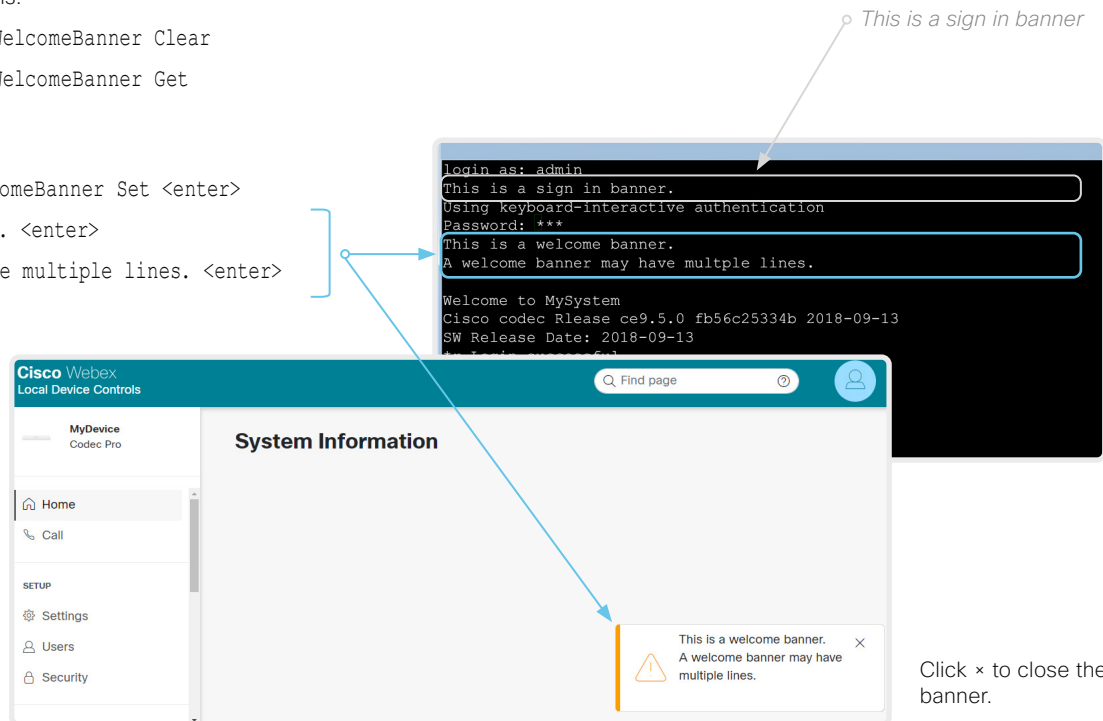 ns.
WelcomeBanner Clear
WelcomeBanner Get
omeBanner Set <enter>
. <enter>
e multiple lines. <enter>
This is a sign in banner
login as: admin
This is a sign in banner.
Using keyboard-interactive authentication
Password: ***
This is a welcome banner.
A welcome banner may have multple lines.
Welcome to MySystem
Cisco codec Rlease ce9.5.0 fb56c25334b 2018-09-13
SW Release Date: 2018-09-13
*r Login successful
Cisco Webex
Local Device Controls
Find page
MyDevice
Codec Pro
System Information
Home
Call
SETUP
Settings
Users
Security
This is a welcome banner.
A welcome banner may have
multiple lines.
Click × to close the
banner.